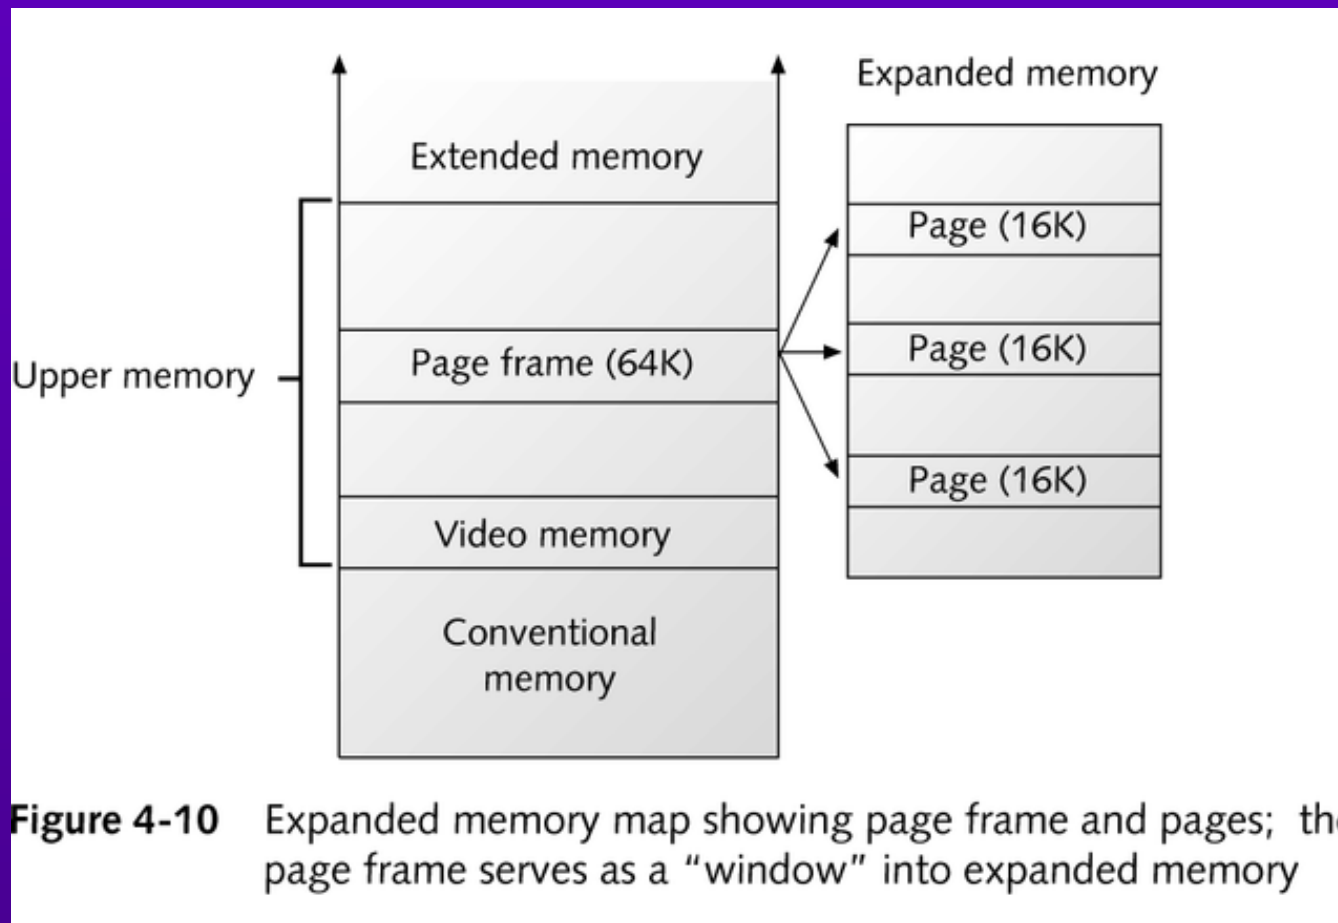 Expanded memory
Extended memory
Page (16K)
Upper memory
Page frame (64K)
Page (16K)
Page (16K)
Video memory
Conventional
memory
Figure 4-10 Expanded memory map showing page frame and pages; the
page frame serves as a “window” into expanded memory